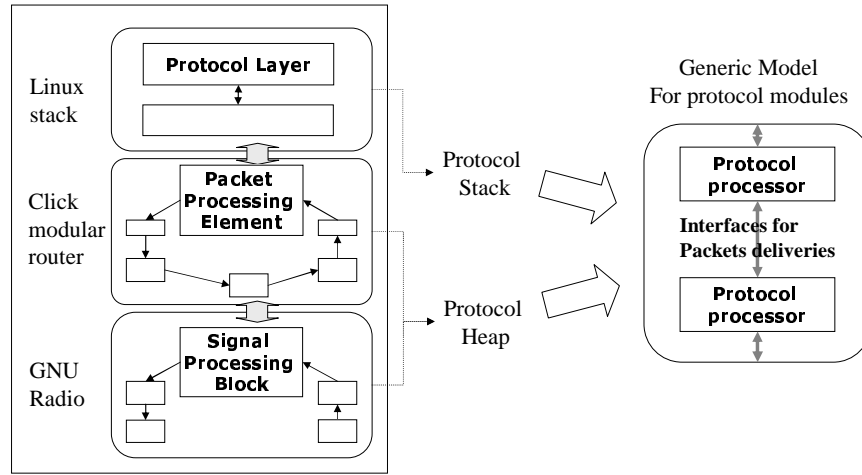 Linux
stack
Protocol Layer
Click
modular
router
Packet
Processing
Element
GNU
Radio
Signal
Processing
Block
Protocol
Stack
Protocol
Heap
Generic Model
For protocol modules
Protocol
processor
Interfaces for
Packets deliveries
Protocol
processor